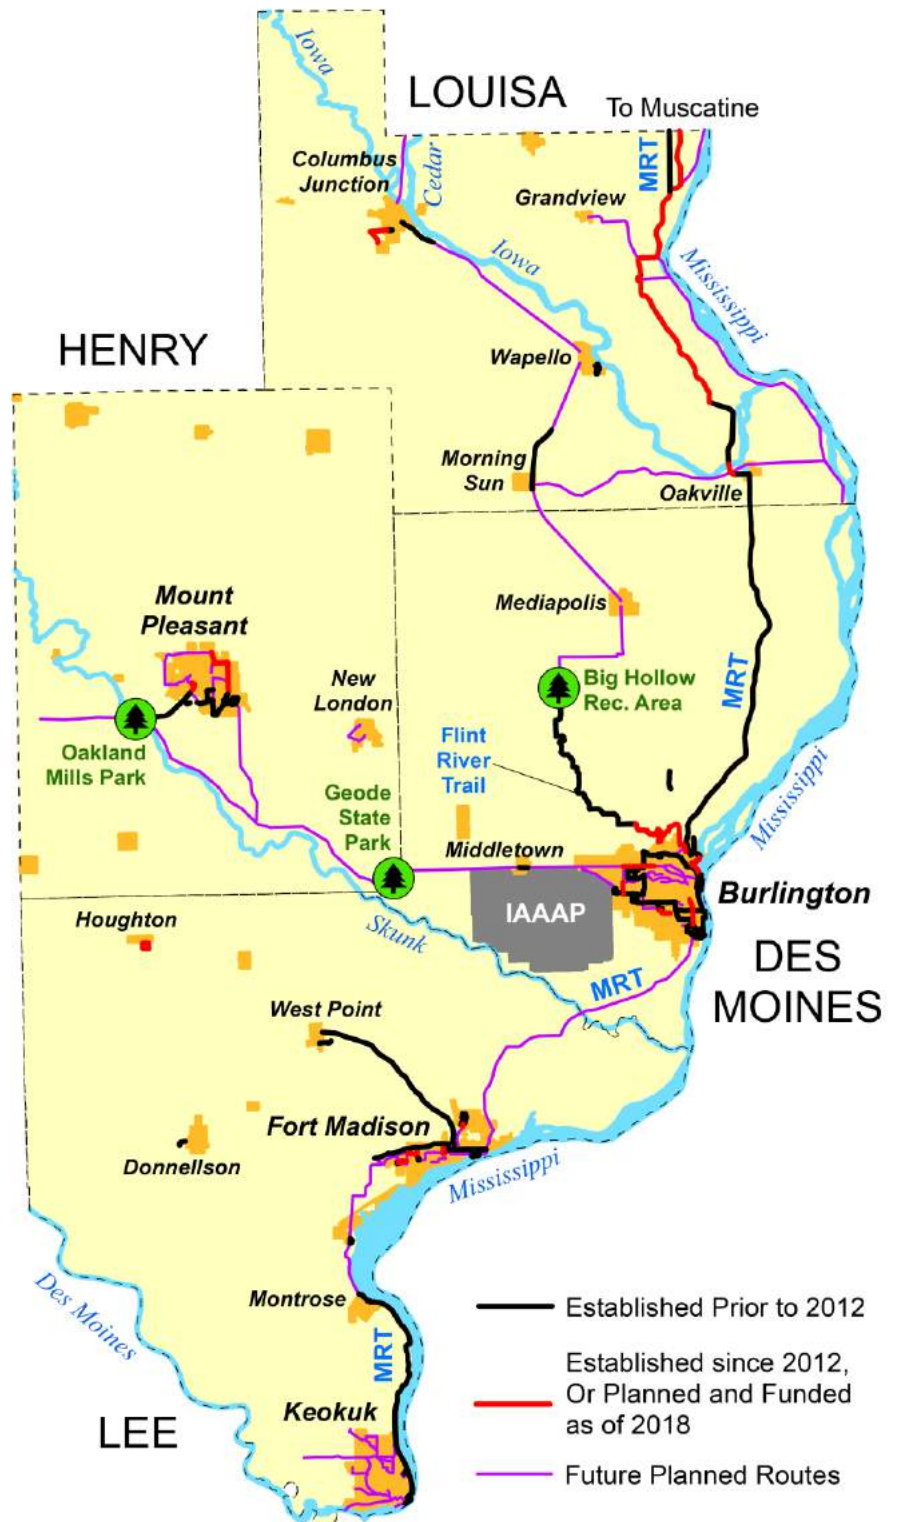 Iowa
LOUISA
To Muscatine
Columbus
Junction
Cedar
MRT
Grandview
Iowa
Mississippi
HENRY
Wapello
Morning
Sun
Oakville
Mount
Pleasant
Mediapolis
New
London
Big Hollow
Rec. Area
MRT
Oakland
Mills Park
Flint
River
Trail
Geode
State
Park
Mississippi
Middletown
Burlington
IAAAP
Houghton
Skunk
DES
MOINES
MRT
West Point
Fort Madison
Donnellson
Mississippi
Des Moines
Montrose
MRT
Keokuk
LEE
Established Prior to 2012
Established since 2012,
Or Planned and Funded
as of 2018
Future Planned Routes